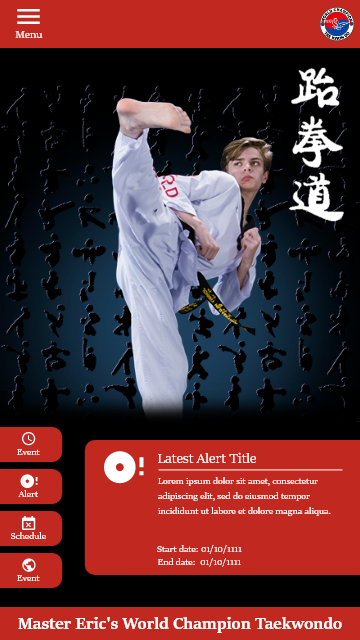 Menu
跆
拳
道
Event
Alert
Schedule
Event
Latest Alert Title
Lorem ipsum dolor sit amet, consectetur
adipiscing elit, sed do eiusmod tempor
incididunt ut labore et dolore magna aliqua.
Start date: 01/10/1111
End date: 01/10/1111
Master Eric's World Champion Taekwondo